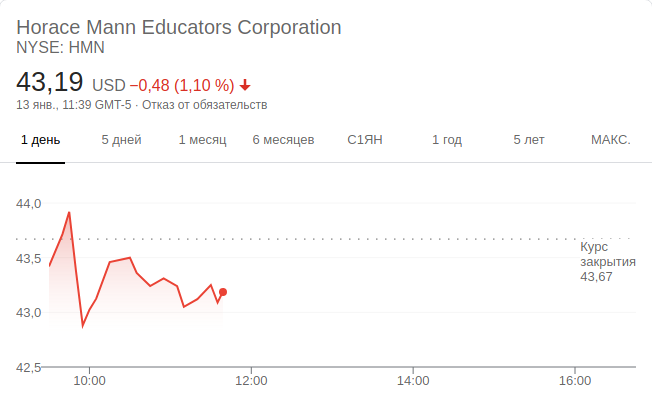 Horace Mann Educators Corporation
NYSE: HMN
43,19 USD −0,48 (1,10 %)
13 янв., 11:39 GMT-5 · Отказ от обязательств
1 день 5 дней 1 месяц 6 месяцев С1ЯН 1 год 5 лет МАКС.
44,0
43,5
43,0
42,5
Курс
закрытия
43,67
10:00 12:00 14:00 16:00